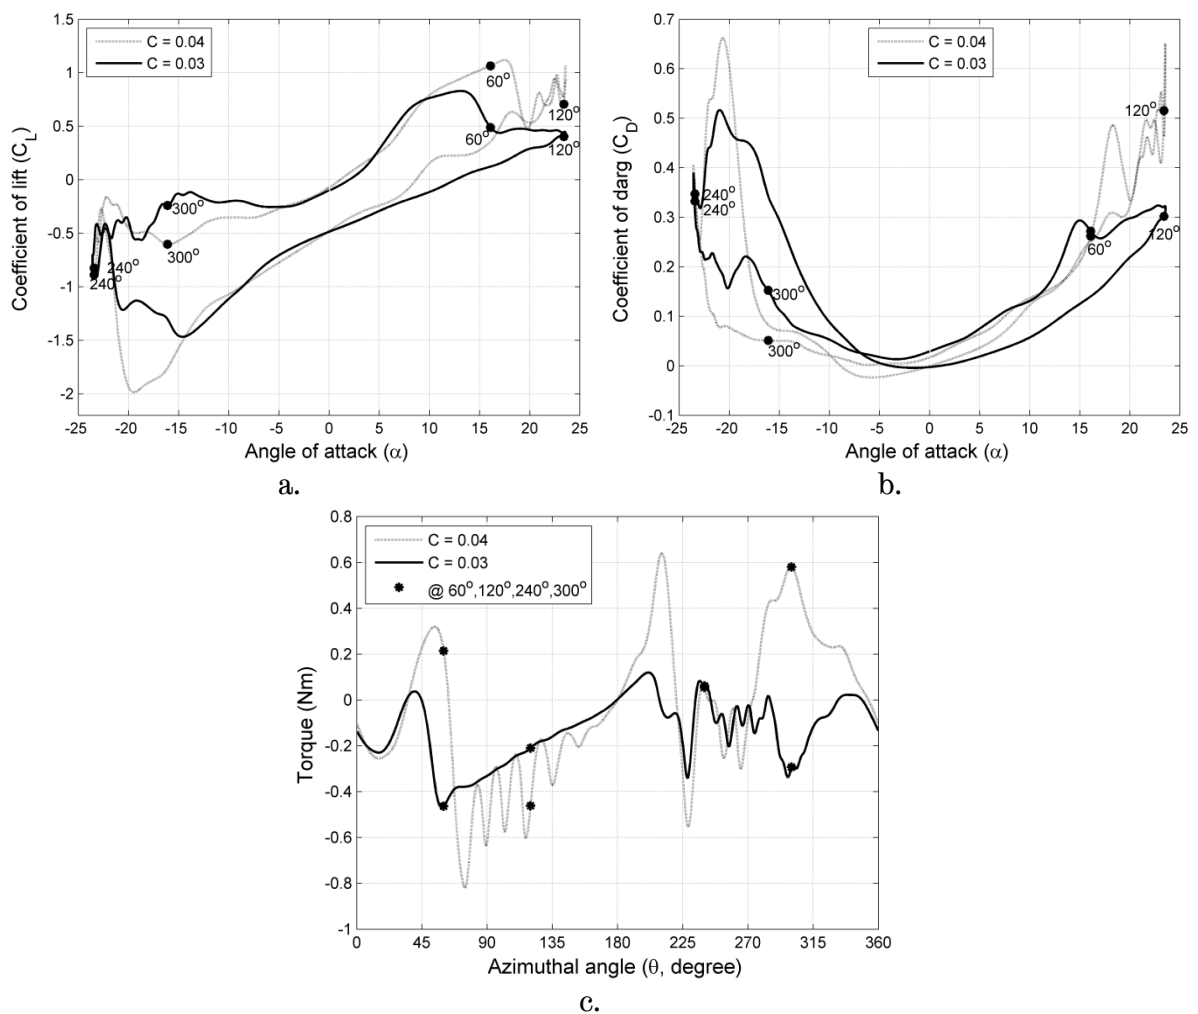 1.5
1
0.5
0
-0.5
-1
-1.5
-2
Coefficient of lift (C_L)
C = 0.04
C = 0.03
60°
60°
120°
120°
300°
300°
240°
240°
-25 -20 -15 -10 -5 0 5 10 15 20 25
Angle of attack (α)
a.
0.7
0.6
0.5
0.4
0.3
0.2
0.1
0
-0.1
Coefficient of darg (C_D)
C = 0.04
C = 0.03
120°
240°
240°
60°
120°
300°
300°
-25 -20 -15 -10 -5 0 5 10 15 20 25
Angle of attack (α)
b.
0.8
0.6
0.4
0.2
0
-0.2
-0.4
-0.6
-0.8
-1
Torque (Nm)
C = 0.04
C = 0.03
@ 60°,120°,240°,300°
0 45 90 135 180 225 270 315 360
Azimuthal angle (θ, degree)
c.